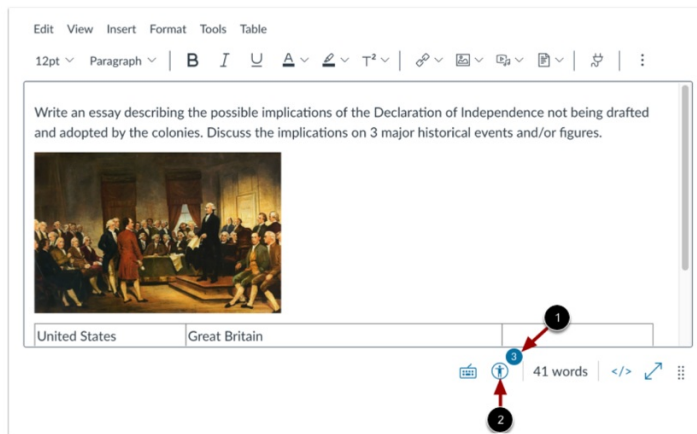 Edit View Insert Format Tools Table
12pt Paragraph B I U A T²
Write an essay describing the possible implications of the Declaration of Independence not being drafted
and adopted by the colonies. Discuss the implications on 3 major historical events and/or figures.
United States Great Britain
1
3
41 words </>
2